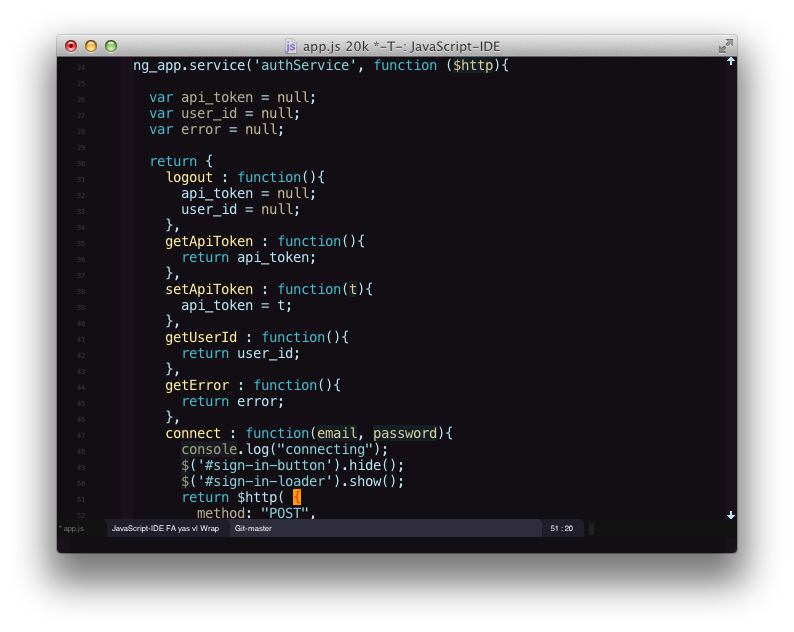 js app.js 20k *-T-: JavaScript-IDE
24 ng_app.service('authService', function ($http){
25
26 var api_token = null;
27 var user_id = null;
28 var error = null;
29
30 return {
31 logout : function(){
32 api_token = null;
33 user_id = null;
34 },
35 getApiToken : function(){
36 return api_token;
37 },
38 setApiToken : function(t){
39 api_token = t;
40 },
41 getUserId : function(){
42 return user_id;
43 },
44 getError : function(){
45 return error;
46 },
47 connect : function(email, password){
48 console.log("connecting");
49 $('#sign-in-button').hide();
50 $('#sign-in-loader').show();
51 return $http( {
52 method: "POST",
* app.js JavaScript-IDE FA yas vl Wrap Git-master 51 : 20